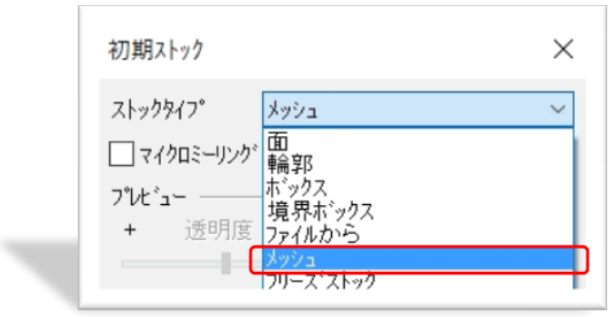 初期ストック
ストックタイプ メッシュ
面
マイクロミーリング
輪郭
ボックス
プレビュー
境界ボックス
+ 透明度
ファイルから
メッシュ
フリーズストック